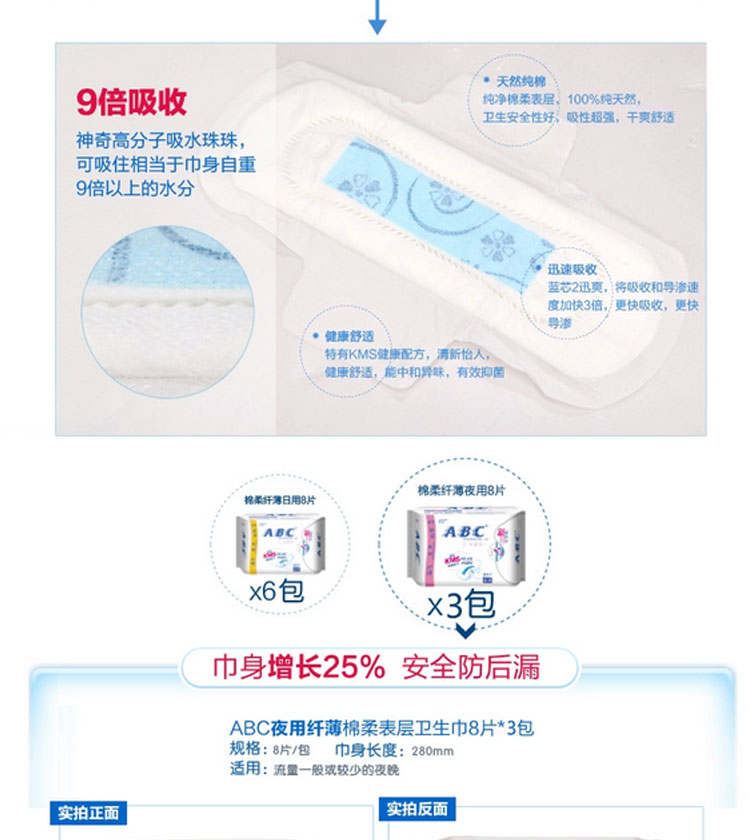 9倍吸收
神奇高分子吸水珠珠，
可吸住相当于巾身自重
9倍以上的水分
天然纯棉
纯净棉柔表层，100%纯天然，
卫生安全性好，吸性超强，干爽舒适
迅速吸收
蓝芯2迅爽，将吸收和导渗速
度加快3倍，更快吸收，更快
导渗
健康舒适
特有KMS健康配方，清新怡人，
健康舒适，能中和异味，有效抑菌
棉柔纤薄日用8片
ABC
KMS
x6包
棉柔纤薄夜用8片
ABC
KMS
x3包
巾身增长25% 安全防后漏
ABC夜用纤薄棉柔表层卫生巾8片*3包
规格：8片/包 巾身长度：280mm
适用：流量一般或较少的夜晚
实拍正面
实拍反面